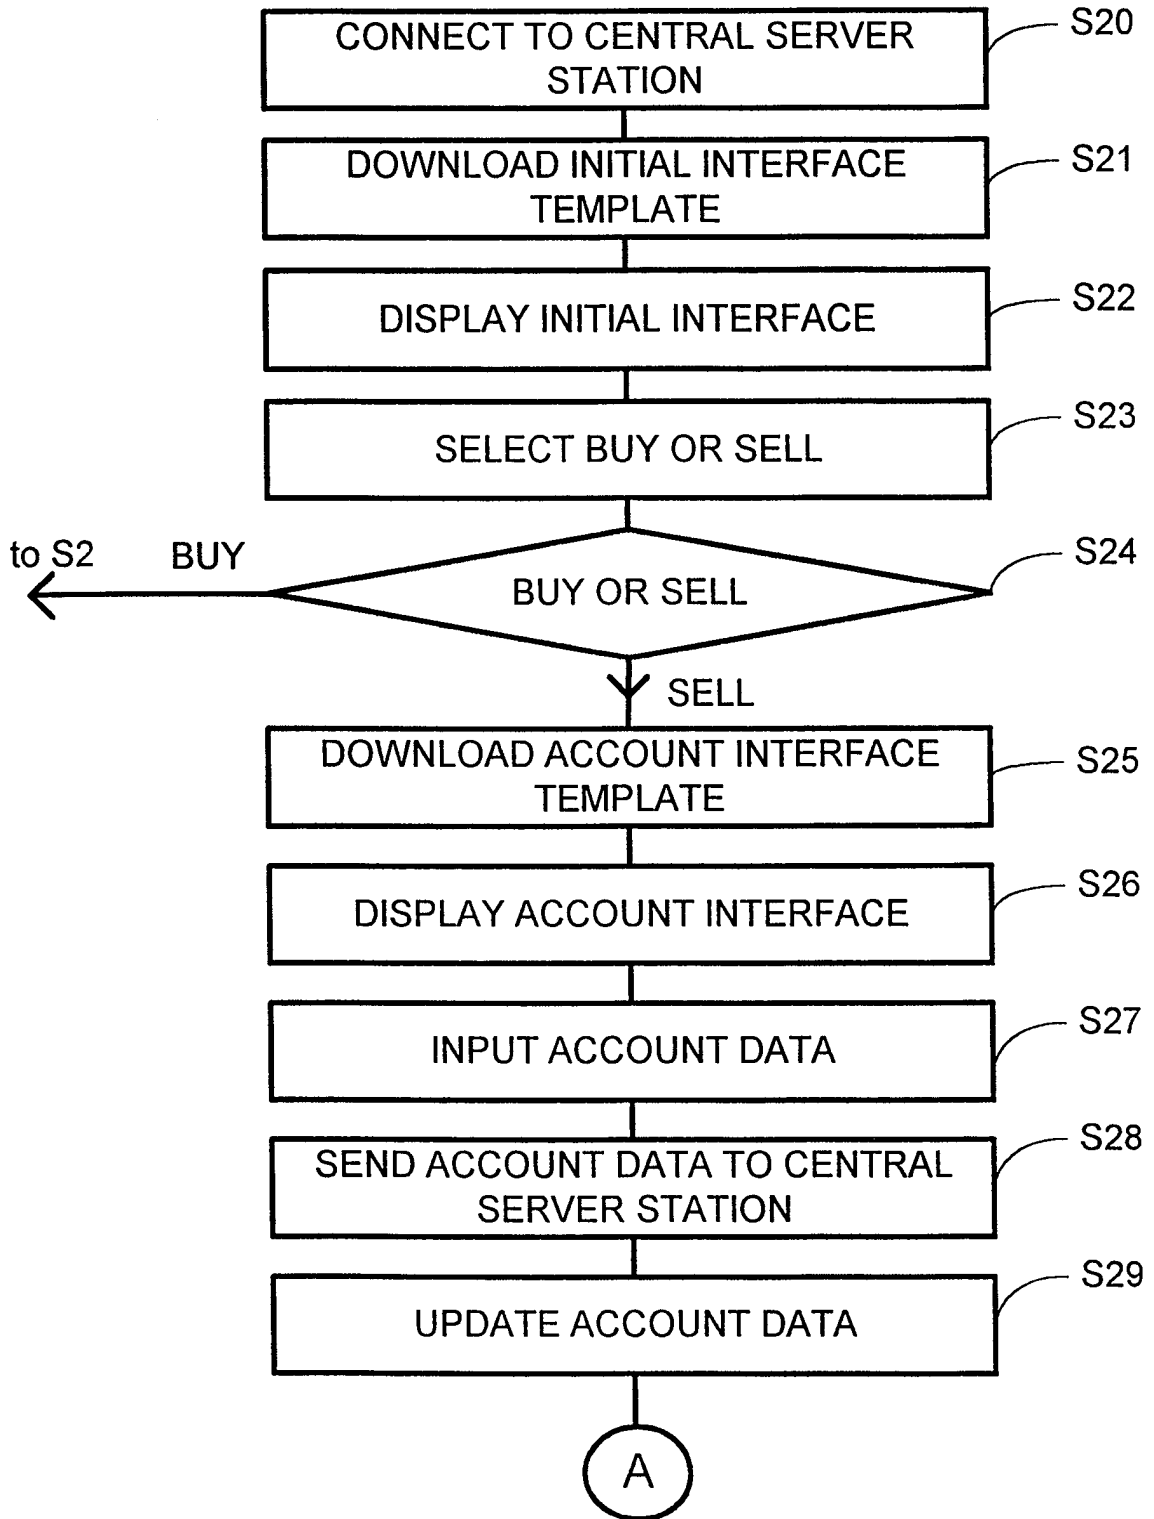 CONNECT TO CENTRAL SERVER
STATION
S20
DOWNLOAD INITIAL INTERFACE
TEMPLATE
S21
DISPLAY INITIAL INTERFACE
S22
SELECT BUY OR SELL
S23
to S2
BUY
BUY OR SELL
S24
SELL
DOWNLOAD ACCOUNT INTERFACE
TEMPLATE
S25
DISPLAY ACCOUNT INTERFACE
S26
INPUT ACCOUNT DATA
S27
SEND ACCOUNT DATA TO CENTRAL
SERVER STATION
S28
UPDATE ACCOUNT DATA
S29
A